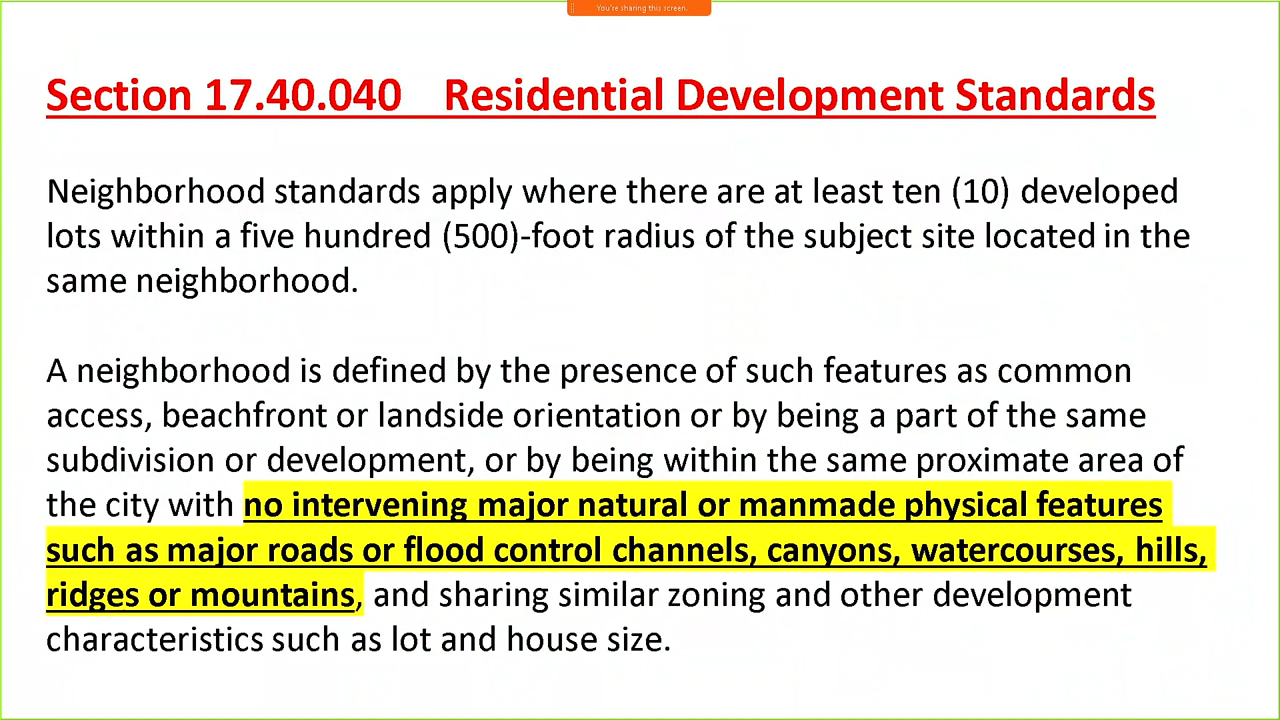 You're sharing this screen.
Section 17.40.040 Residential Development Standards
Neighborhood standards apply where there are at least ten (10) developed
lots within a five hundred (500)-foot radius of the subject site located in the
same neighborhood.
A neighborhood is defined by the presence of such features as common
access, beachfront or landside orientation or by being a part of the same
subdivision or development, or by being within the same proximate area of
the city with no intervening major natural or manmade physical features
such as major roads or flood control channels, canyons, watercourses, hills,
ridges or mountains, and sharing similar zoning and other development
characteristics such as lot and house size.